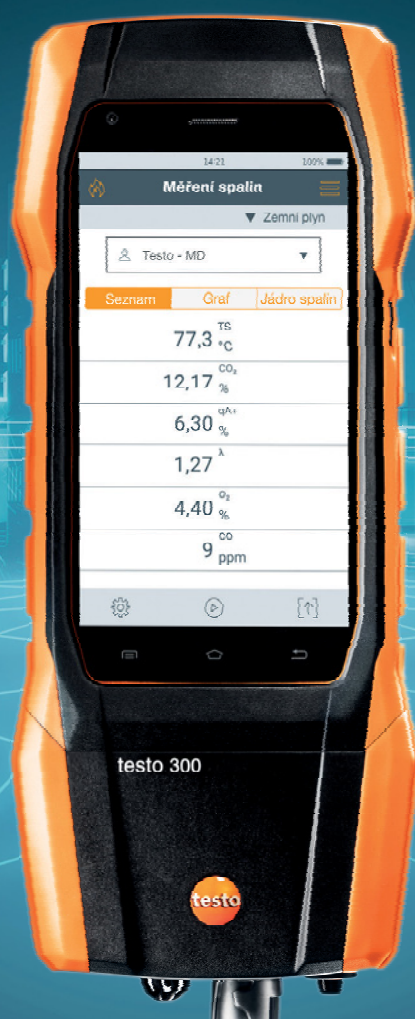 14:21 100%
Měření spalin
▼ Zemní plyn
Testo - MD ▼
Seznam Graf Jádro spalin
77,3 TS °C
12,17 CO₂ %
6,30 qA+ %
1,27 λ
4,40 O₂ %
9 CO ppm
testo 300
testo